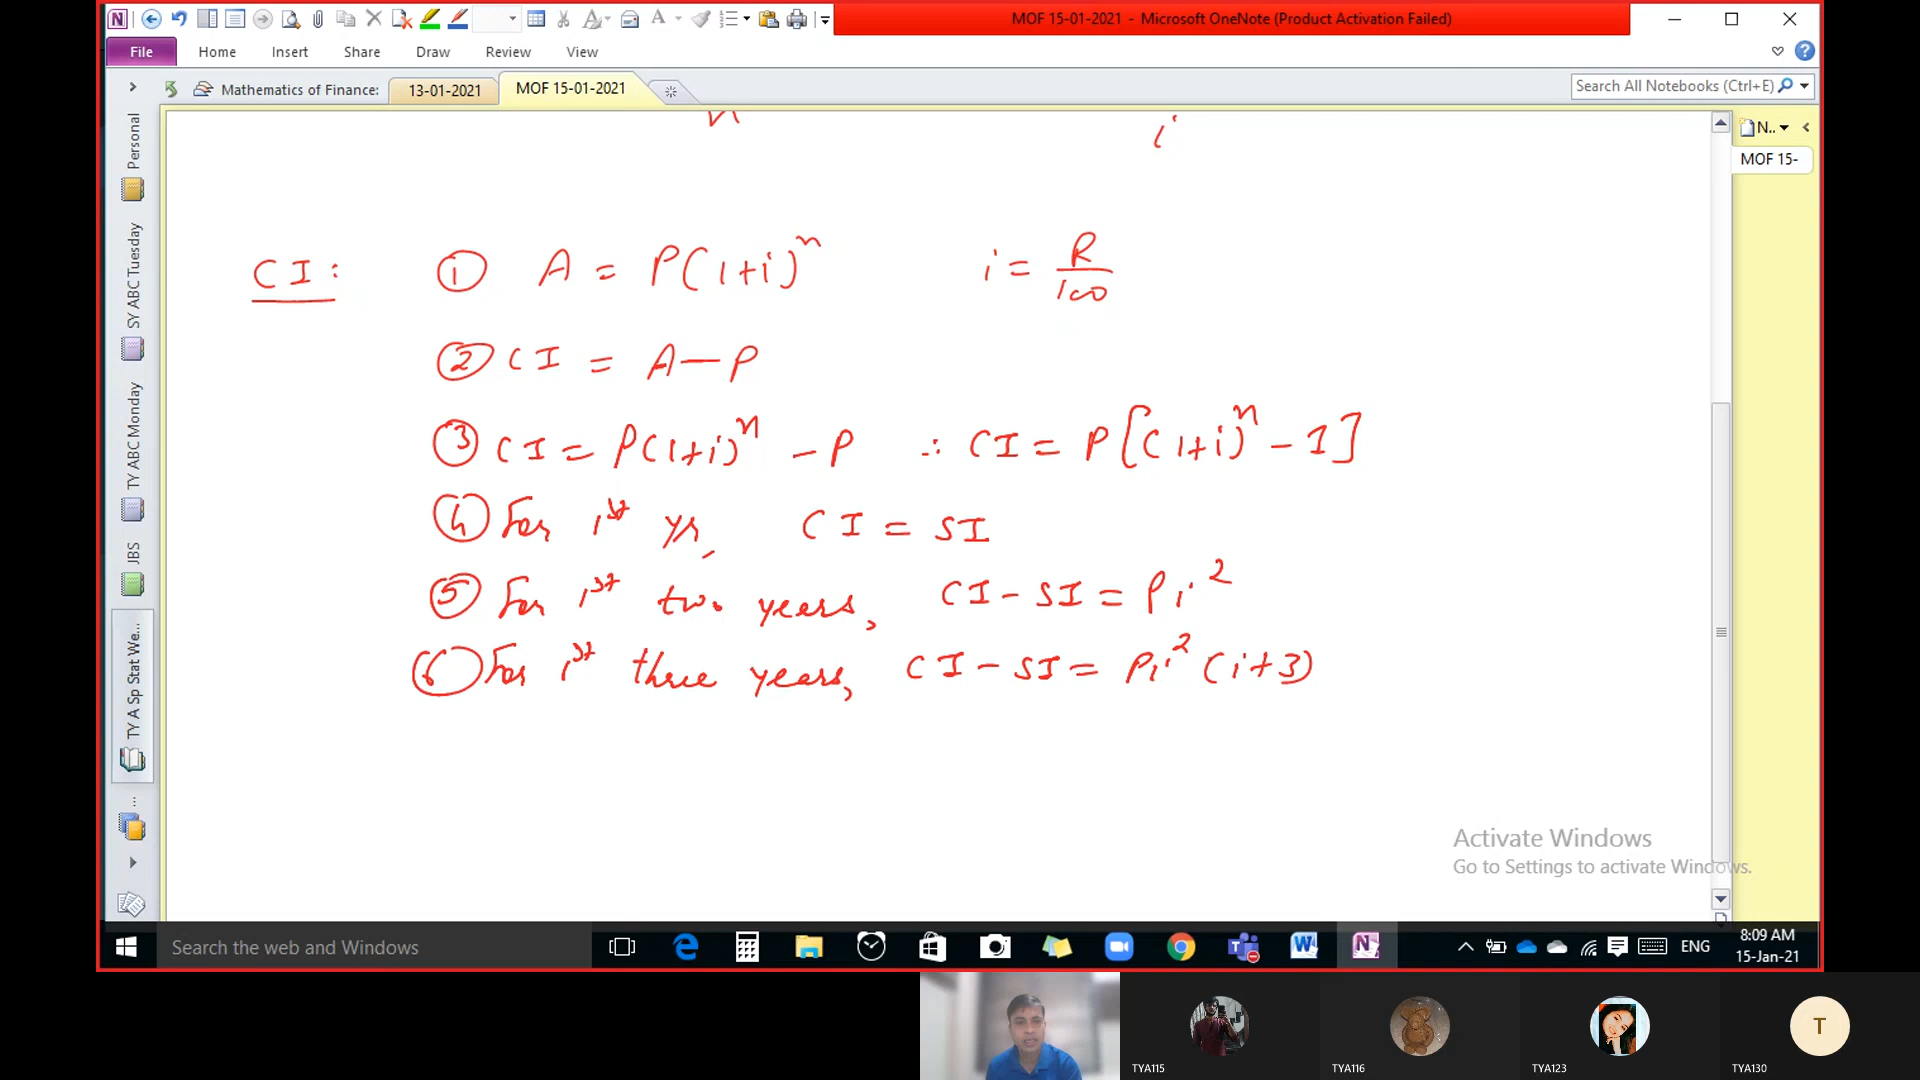 MOF 15-01-2021 - Microsoft OneNote (Product Activation Failed)
File Home Insert Share Draw Review View
Mathematics of Finance: 13-01-2021 MOF 15-01-2021 Search All Notebooks (Ctrl+E)
N..
MOF 15-
Personal
SY ABC Tuesday
TY ABC Monday
JBS
TY A Sp Stat We...
n i
CI: ① A = P(1+i)^n i = R/100
② CI = A - P
③ CI = P(1+i)^n - P ∴ CI = P[(1+i)^n - 1]
④ For 1st yr, CI = SI
⑤ For 1st two years, CI - SI = Pi²
⑥ For 1st three years, CI - SI = Pi²(i+3)
Activate Windows
Go to Settings to activate Windows.
Search the web and Windows
ENG
8:09 AM
15-Jan-21
T
TYA115 TYA116 TYA123 TYA130